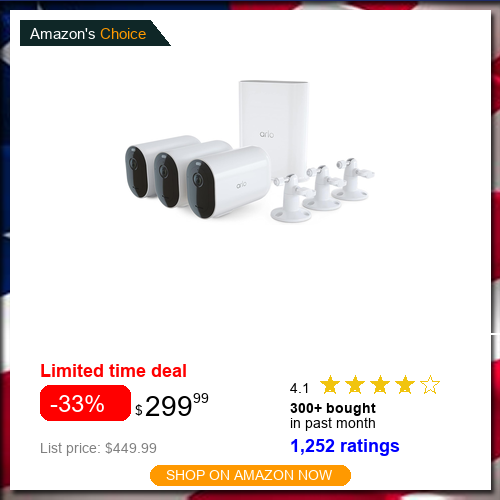 Amazon's Choice
arlo
arlo
Limited time deal
-33% $299.99
List price: $449.99
4.1
300+ bought
in past month
1,252 ratings
SHOP ON AMAZON NOW